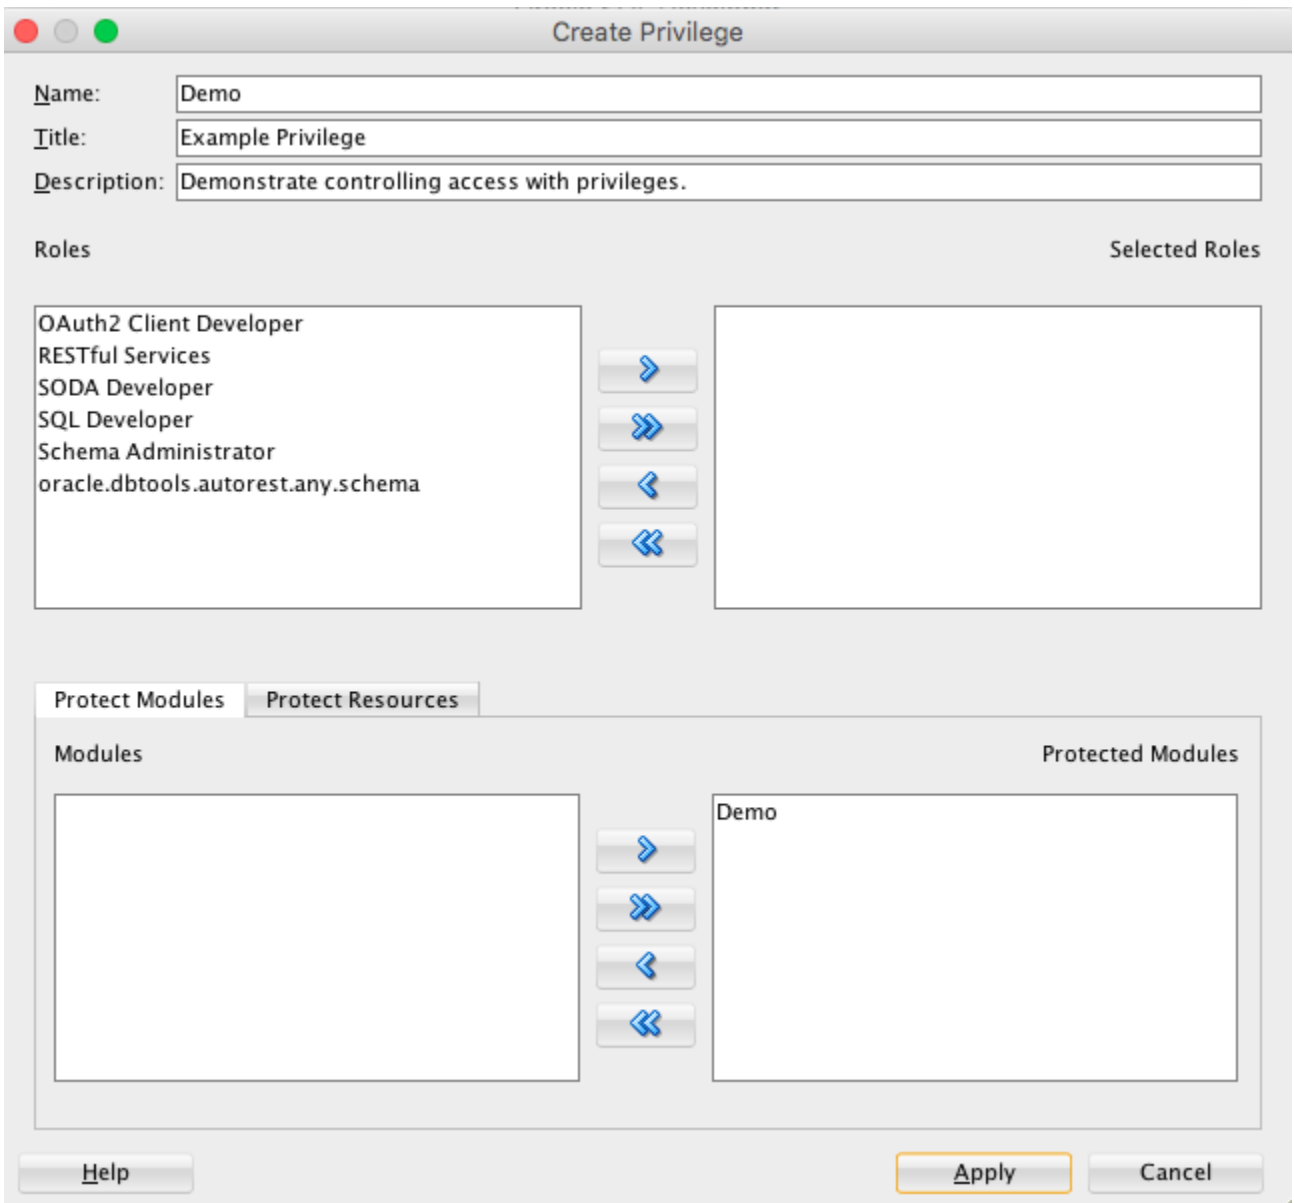 Create Privilege
Name: Demo
Title: Example Privilege
Description: Demonstrate controlling access with privileges.
Roles Selected Roles
OAuth2 Client Developer
RESTful Services
SODA Developer
SQL Developer
Schema Administrator
oracle.dbtools.autorest.any.schema
Protect Modules Protect Resources
Modules Protected Modules
Demo
Help Apply Cancel